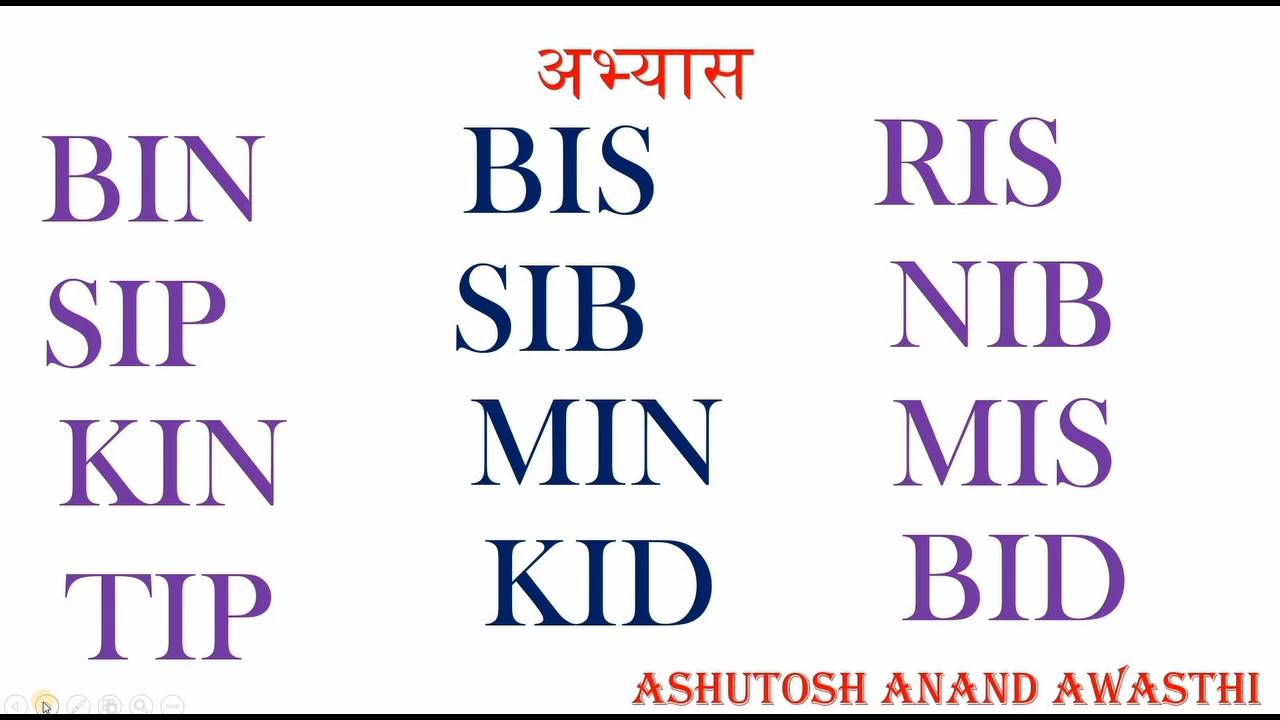 अभ्यास
BIN BIS RIS
SIP SIB NIB
KIN MIN MIS
TIP KID BID
ASHUTOSH ANAND AWASTHI